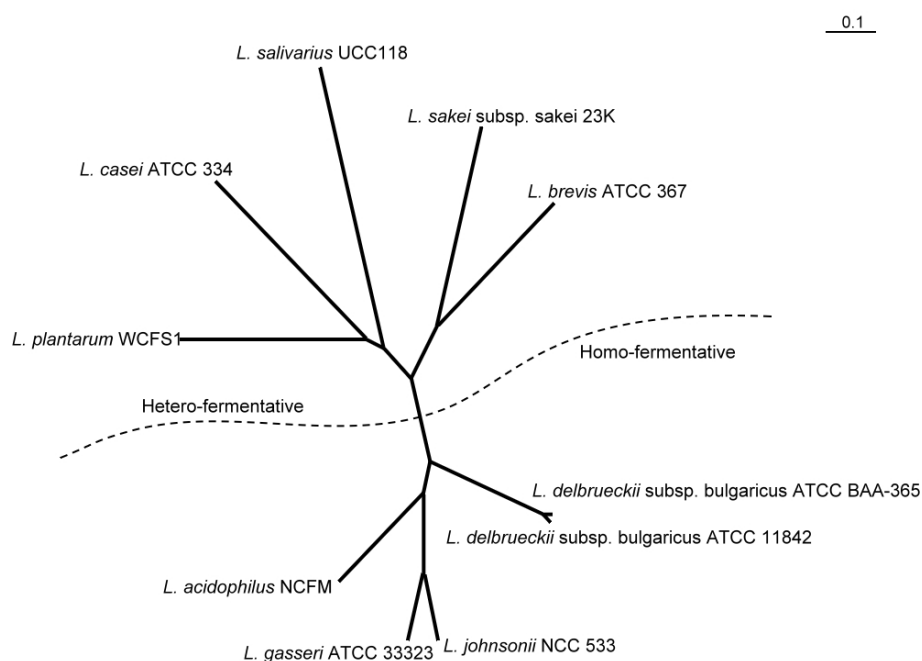 0.1
L. salivarius UCC118
L. sakei subsp. sakei 23K
L. casei ATCC 334
L. brevis ATCC 367
L. plantarum WCFS1
Homo-fermentative
Hetero-fermentative
L. delbrueckii subsp. bulgaricus ATCC BAA-365
L. delbrueckii subsp. bulgaricus ATCC 11842
L. acidophilus NCFM
L. gasseri ATCC 33323
L. johnsonii NCC 533